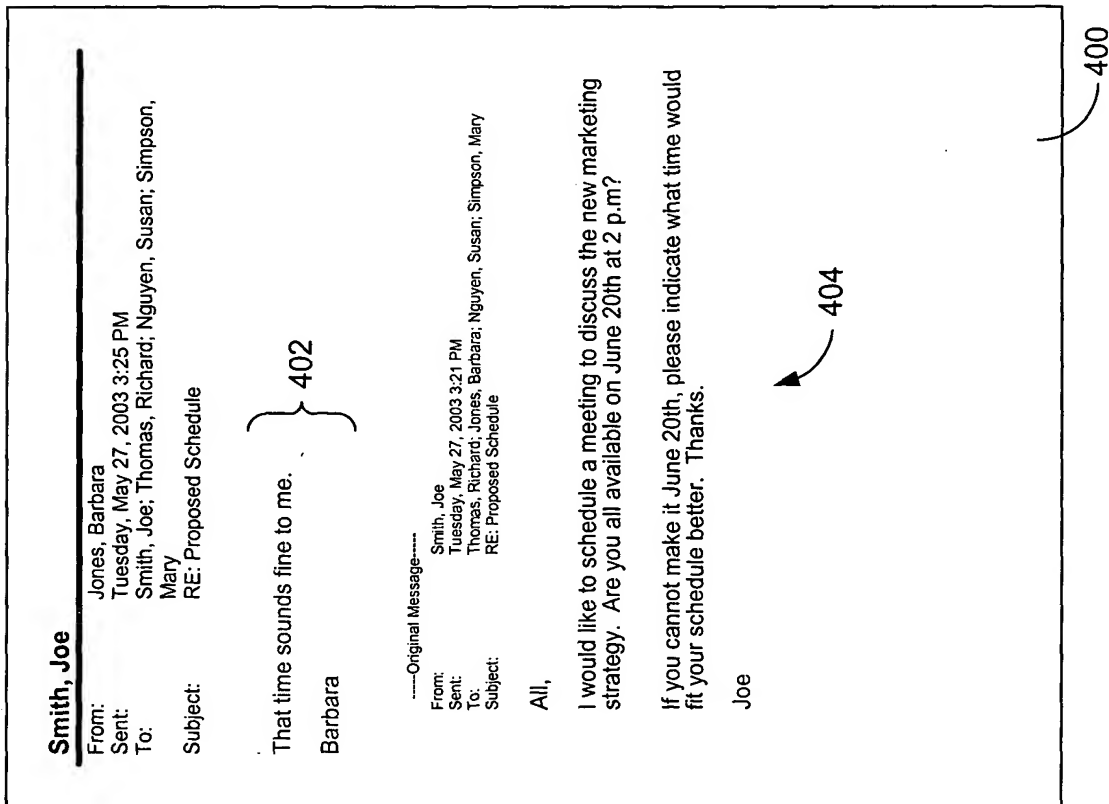 Smith, Joe
From: Jones, Barbara
Sent: Tuesday, May 27, 2003 3:25 PM
To: Smith, Joe; Thomas, Richard; Nguyen, Susan; Simpson,
Mary
Subject: RE: Proposed Schedule
That time sounds fine to me.
402
Barbara
-----Original Message-----
From: Smith, Joe
Sent: Tuesday, May 27, 2003 3:21 PM
To: Thomas, Richard; Jones, Barbara; Nguyen, Susan; Simpson, Mary
Subject: RE: Proposed Schedule
All,
I would like to schedule a meeting to discuss the new marketing
strategy. Are you all available on June 20th at 2 p.m?
If you cannot make it June 20th, please indicate what time would
fit your schedule better. Thanks.
Joe
404
400